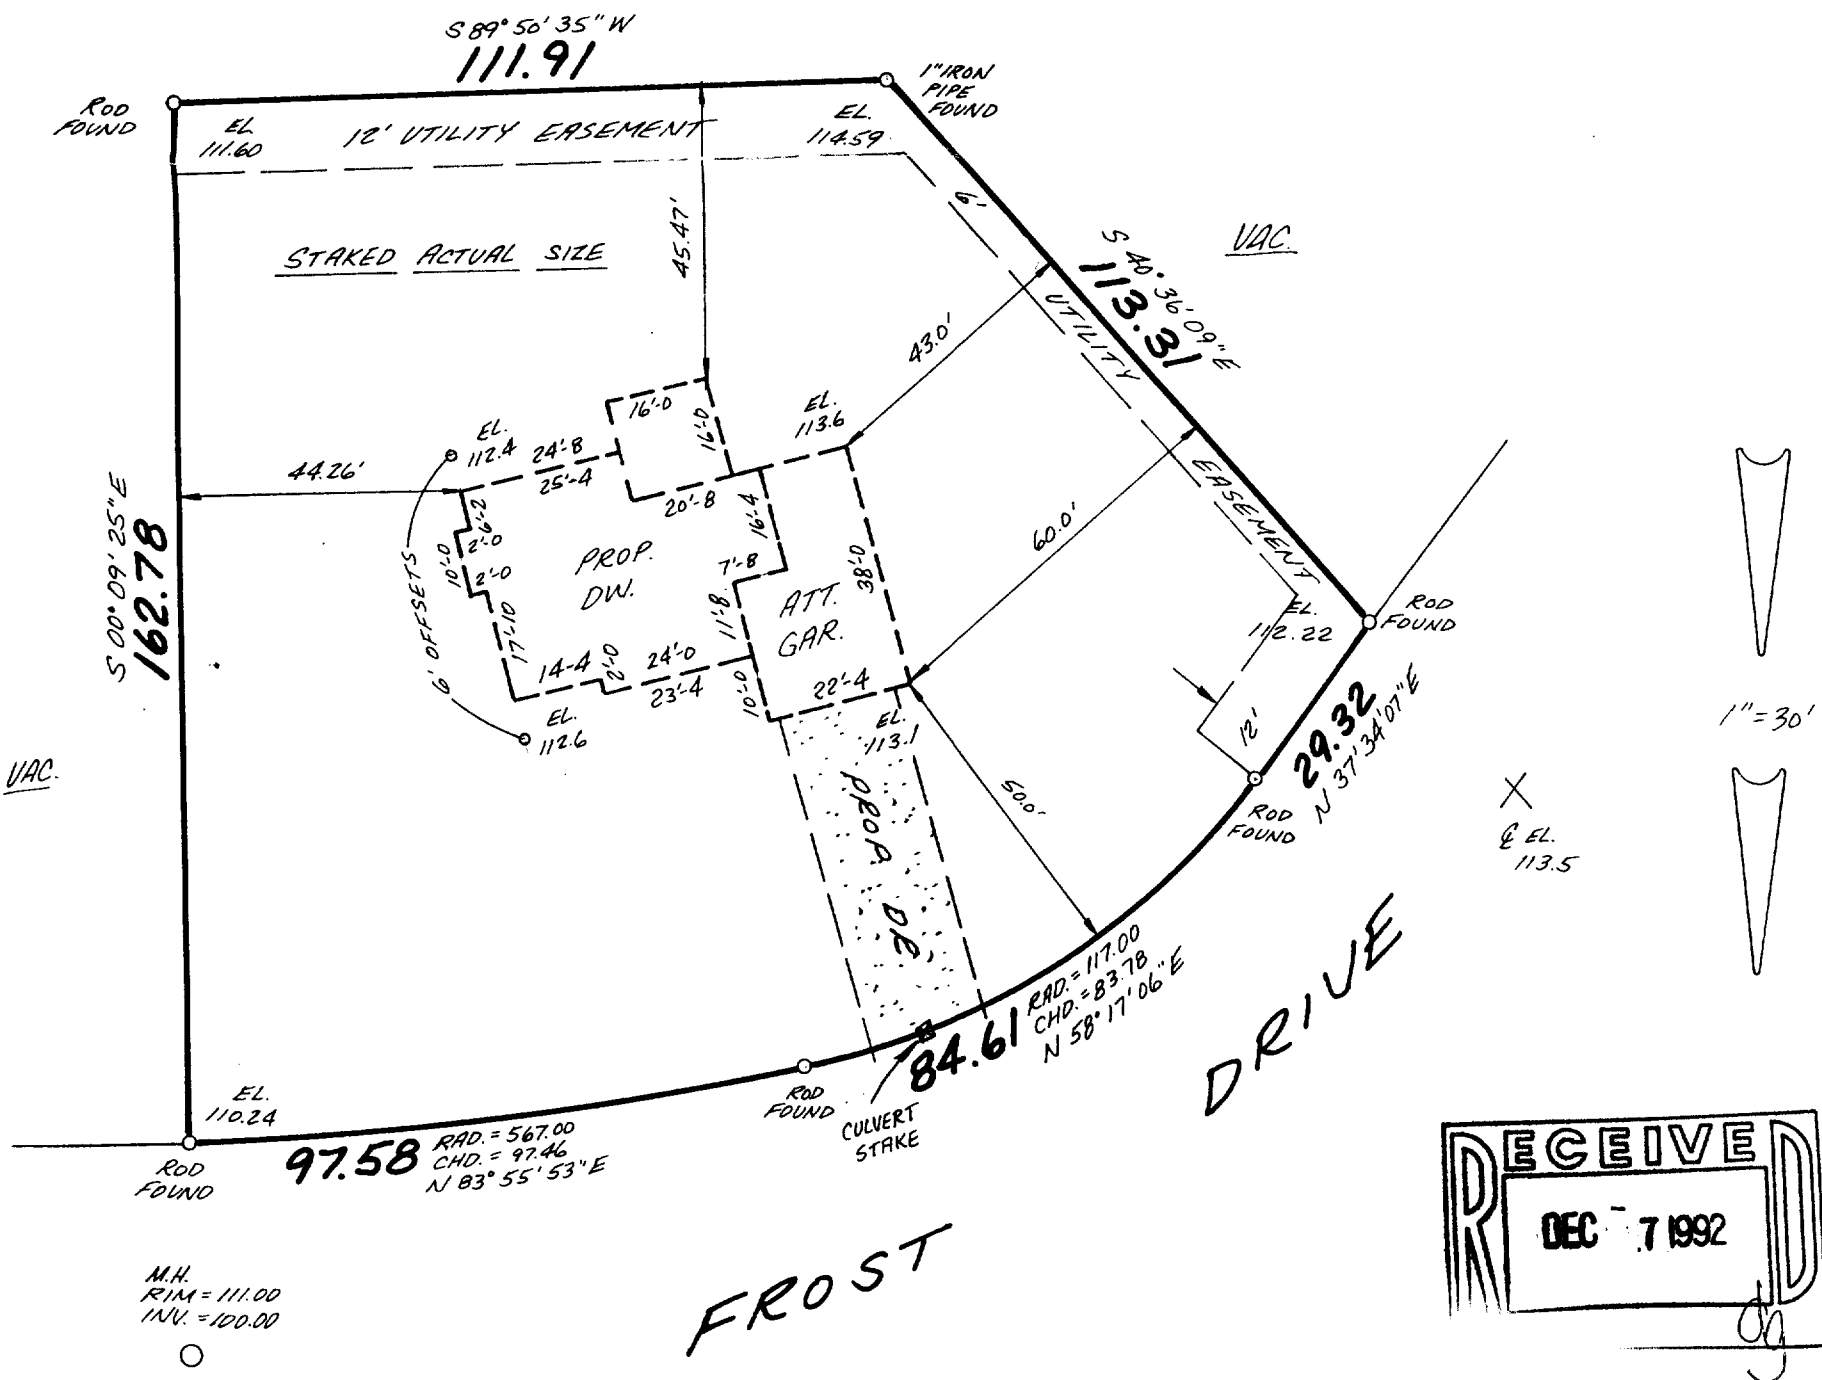 S 89° 50' 35" W
111.91
ROD
FOUND
1" IRON
PIPE
FOUND
EL.
111.60
12' UTILITY EASEMENT
EL.
114.59
6'
VAC.
STAKED ACTUAL SIZE
45.47'
S 40° 36' 09" E
113.31
UTILITY
EASEMENT
43.0'
60.0'
50.0'
16'-0
16'-0
EL.
113.6
EL.
112.4
24'-8
25'-4
20'-8
16'-4
44.26'
S 00° 09' 25" E
162.78
6' OFFSETS
6'-2
2'-0
10'-0
2'-0
17'-10
PROP.
DW.
7'-8
11'-8
38'-0
ATT.
GAR.
14-4
2'-0
24'-0
23'-4
10'-0
22'-4
EL.
112.6
EL.
113.1
EL.
112.22
ROD
FOUND
12'
29.32
N 37° 34' 07" E
ROD
FOUND
1" = 30'
℄ EL.
113.5
VAC.
PROP. DR.
RAD. = 117.00
CHD. = 83.78
N 58° 17' 06" E
84.61
CULVERT
STAKE
ROD
FOUND
EL.
110.24
ROD
FOUND
97.58
RAD. = 567.00
CHD. = 97.46
N 83° 55' 53" E
FROST DRIVE
M.H.
RIM = 111.00
INV. = 100.00
RECEIVED
DEC - 7 1992